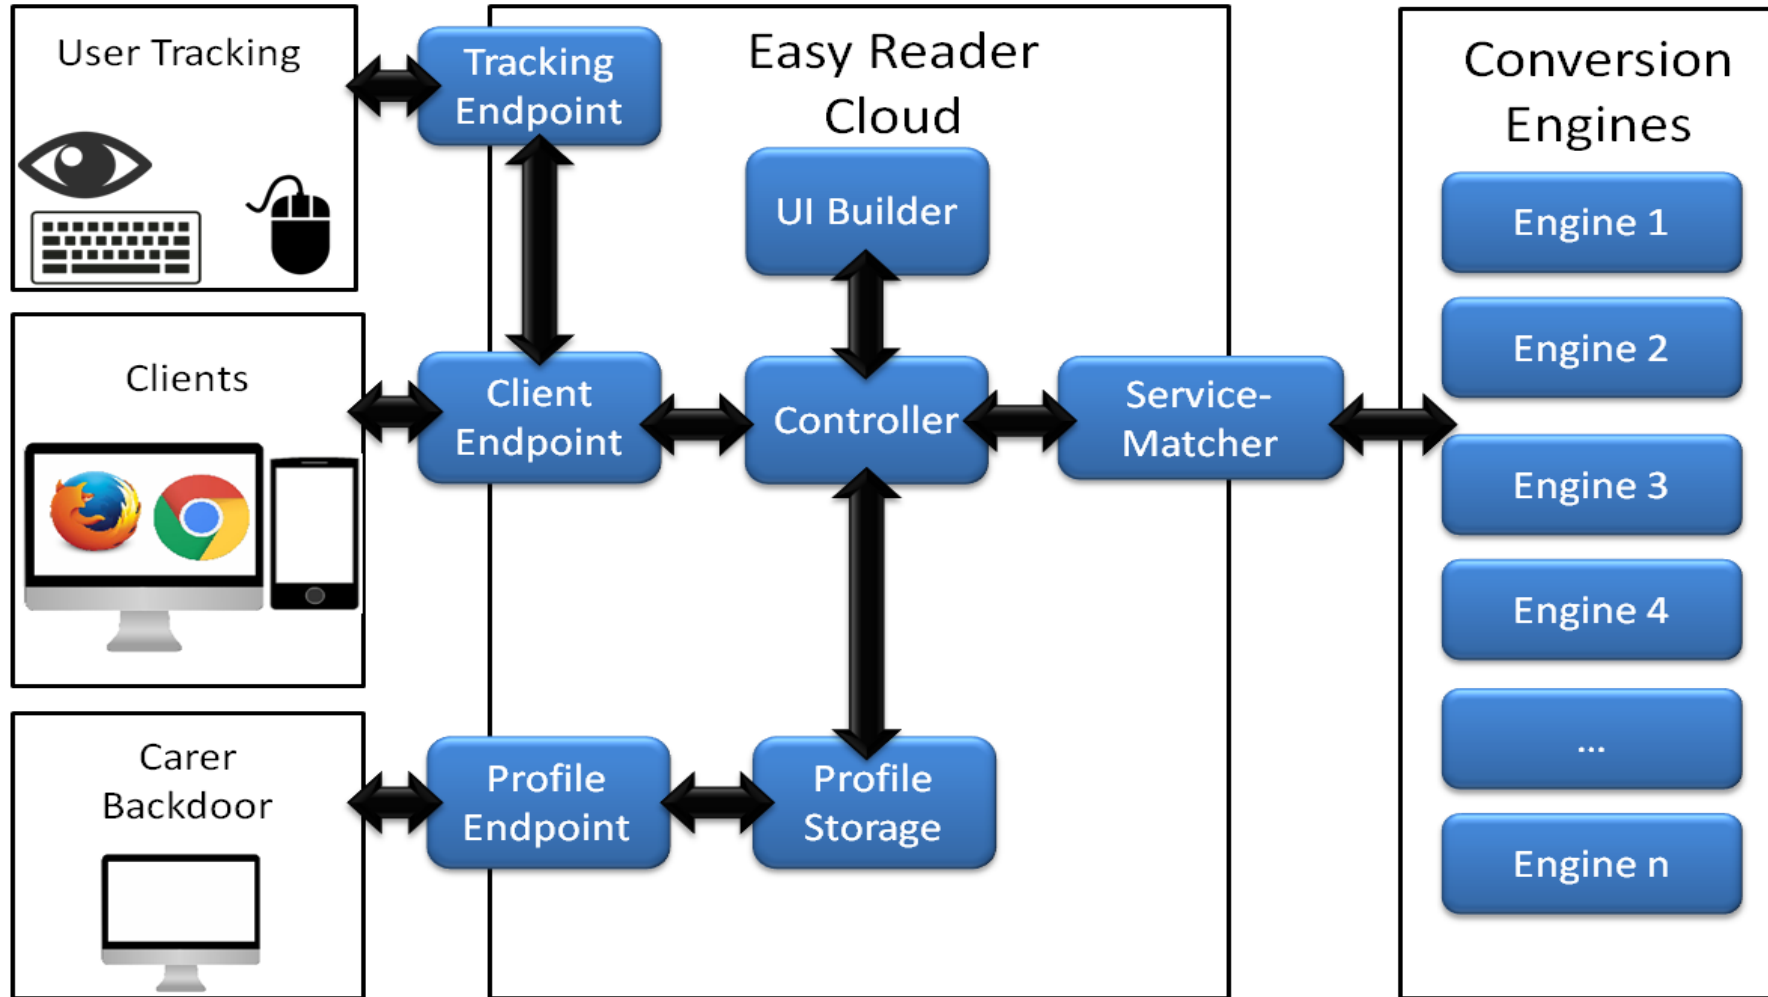 User Tracking
Tracking
Endpoint
Easy Reader
Cloud
UI Builder
Conversion
Engines
Engine 1
Engine 2
Engine 3
Engine 4
...
Engine n
Clients
Client
Endpoint
Controller
Service-
Matcher
Carer
Backdoor
Profile
Endpoint
Profile
Storage